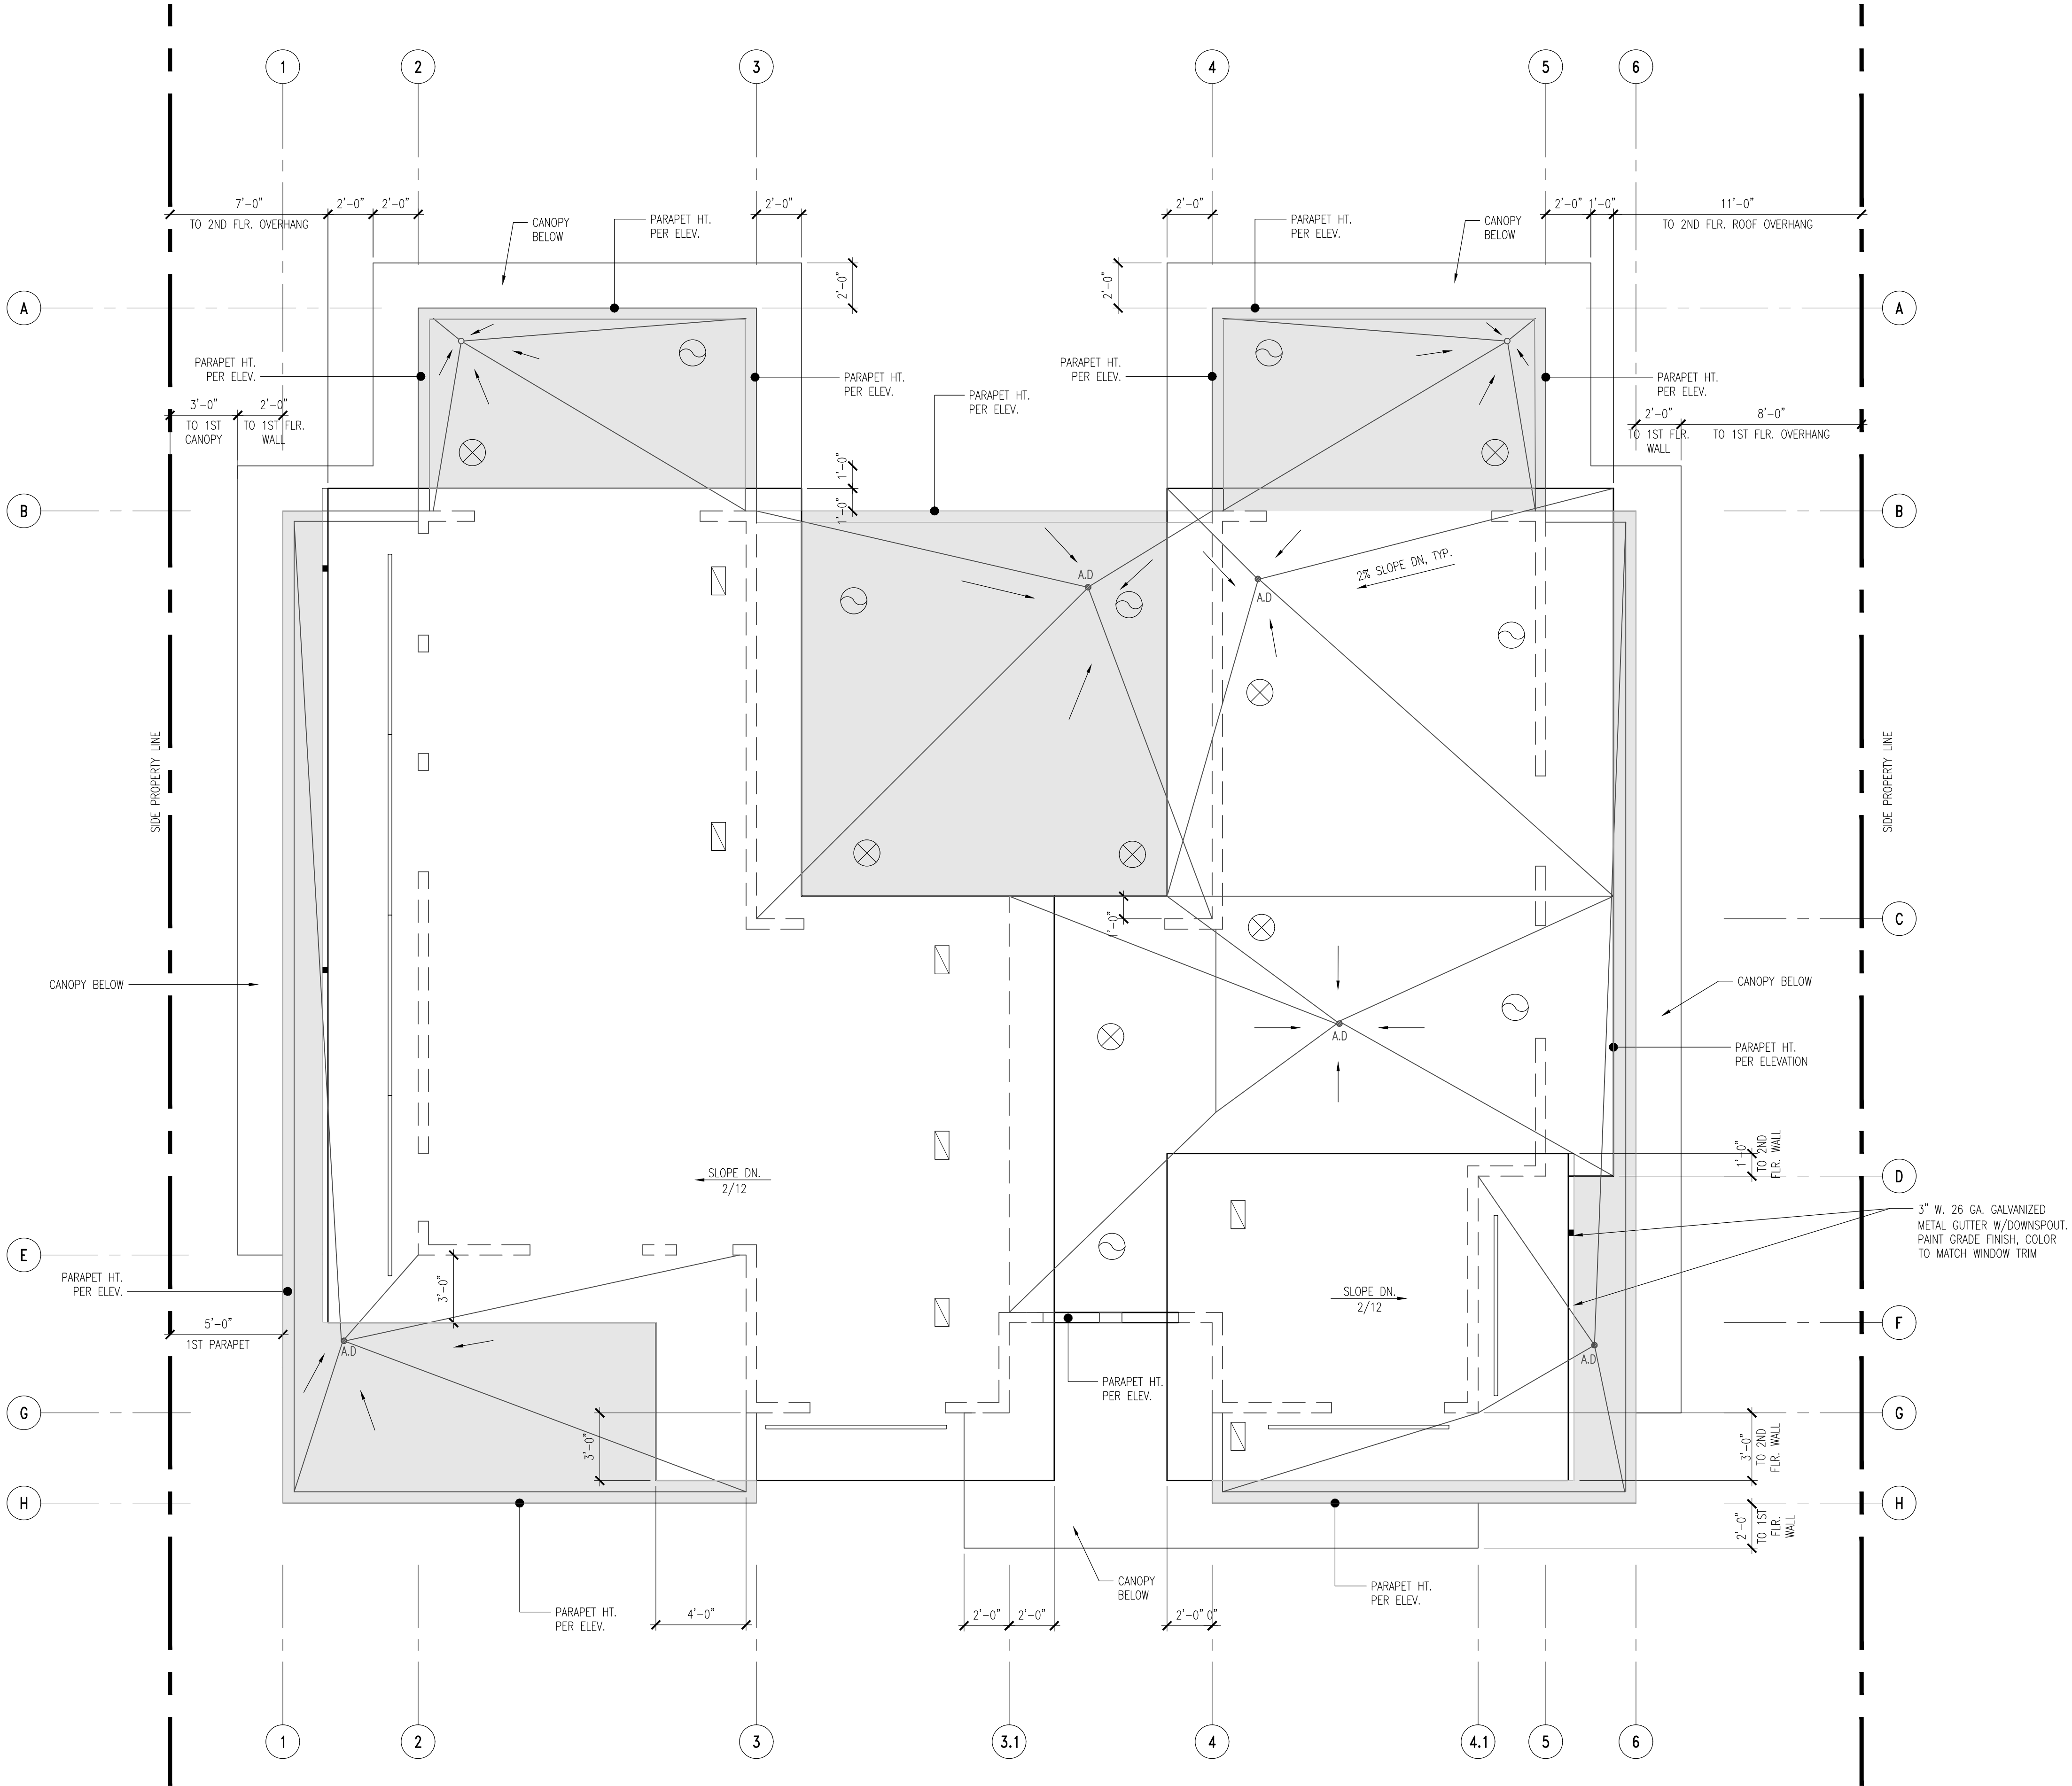 1
2
3
4
5
6
7'-0"
TO 2ND FLR. OVERHANG
2'-0"
2'-0"
2'-0"
2'-0"
2'-0"
1'-0"
11'-0"
TO 2ND FLR. ROOF OVERHANG
CANOPY
BELOW
PARAPET HT.
PER ELEV.
PARAPET HT.
PER ELEV.
CANOPY
BELOW
2'-0"
2'-0"
A
A
PARAPET HT.
PER ELEV.
PARAPET HT.
PER ELEV.
PARAPET HT.
PER ELEV.
PARAPET HT.
PER ELEV.
PARAPET HT.
PER ELEV.
3'-0"
TO 1ST
CANOPY
2'-0"
TO 1ST FLR.
WALL
2'-0"
TO 1ST FLR.
WALL
8'-0"
TO 1ST FLR. OVERHANG
1'-0"
1'-0"
B
B
A.D
A.D
2% SLOPE DN, TYP.
SIDE PROPERTY LINE
SIDE PROPERTY LINE
1'-0"
C
CANOPY BELOW
CANOPY BELOW
A.D
PARAPET HT.
PER ELEVATION
1'-0"
TO 2ND
FLR. WALL
D
SLOPE DN.
2/12
3" W. 26 GA. GALVANIZED
METAL GUTTER W/DOWNSPOUT.
PAINT GRADE FINISH, COLOR
TO MATCH WINDOW TRIM
E
PARAPET HT.
PER ELEV.
3'-0"
SLOPE DN.
2/12
5'-0"
1ST PARAPET
A.D
A.D
F
PARAPET HT.
PER ELEV.
G
G
3'-0"
3'-0"
TO 2ND
FLR. WALL
H
H
2'-0"
TO 1ST
FLR.
WALL
CANOPY
BELOW
PARAPET HT.
PER ELEV.
PARAPET HT.
PER ELEV.
4'-0"
2'-0"
2'-0"
2'-0"
0"
1
2
3
3.1
4
4.1
5
6